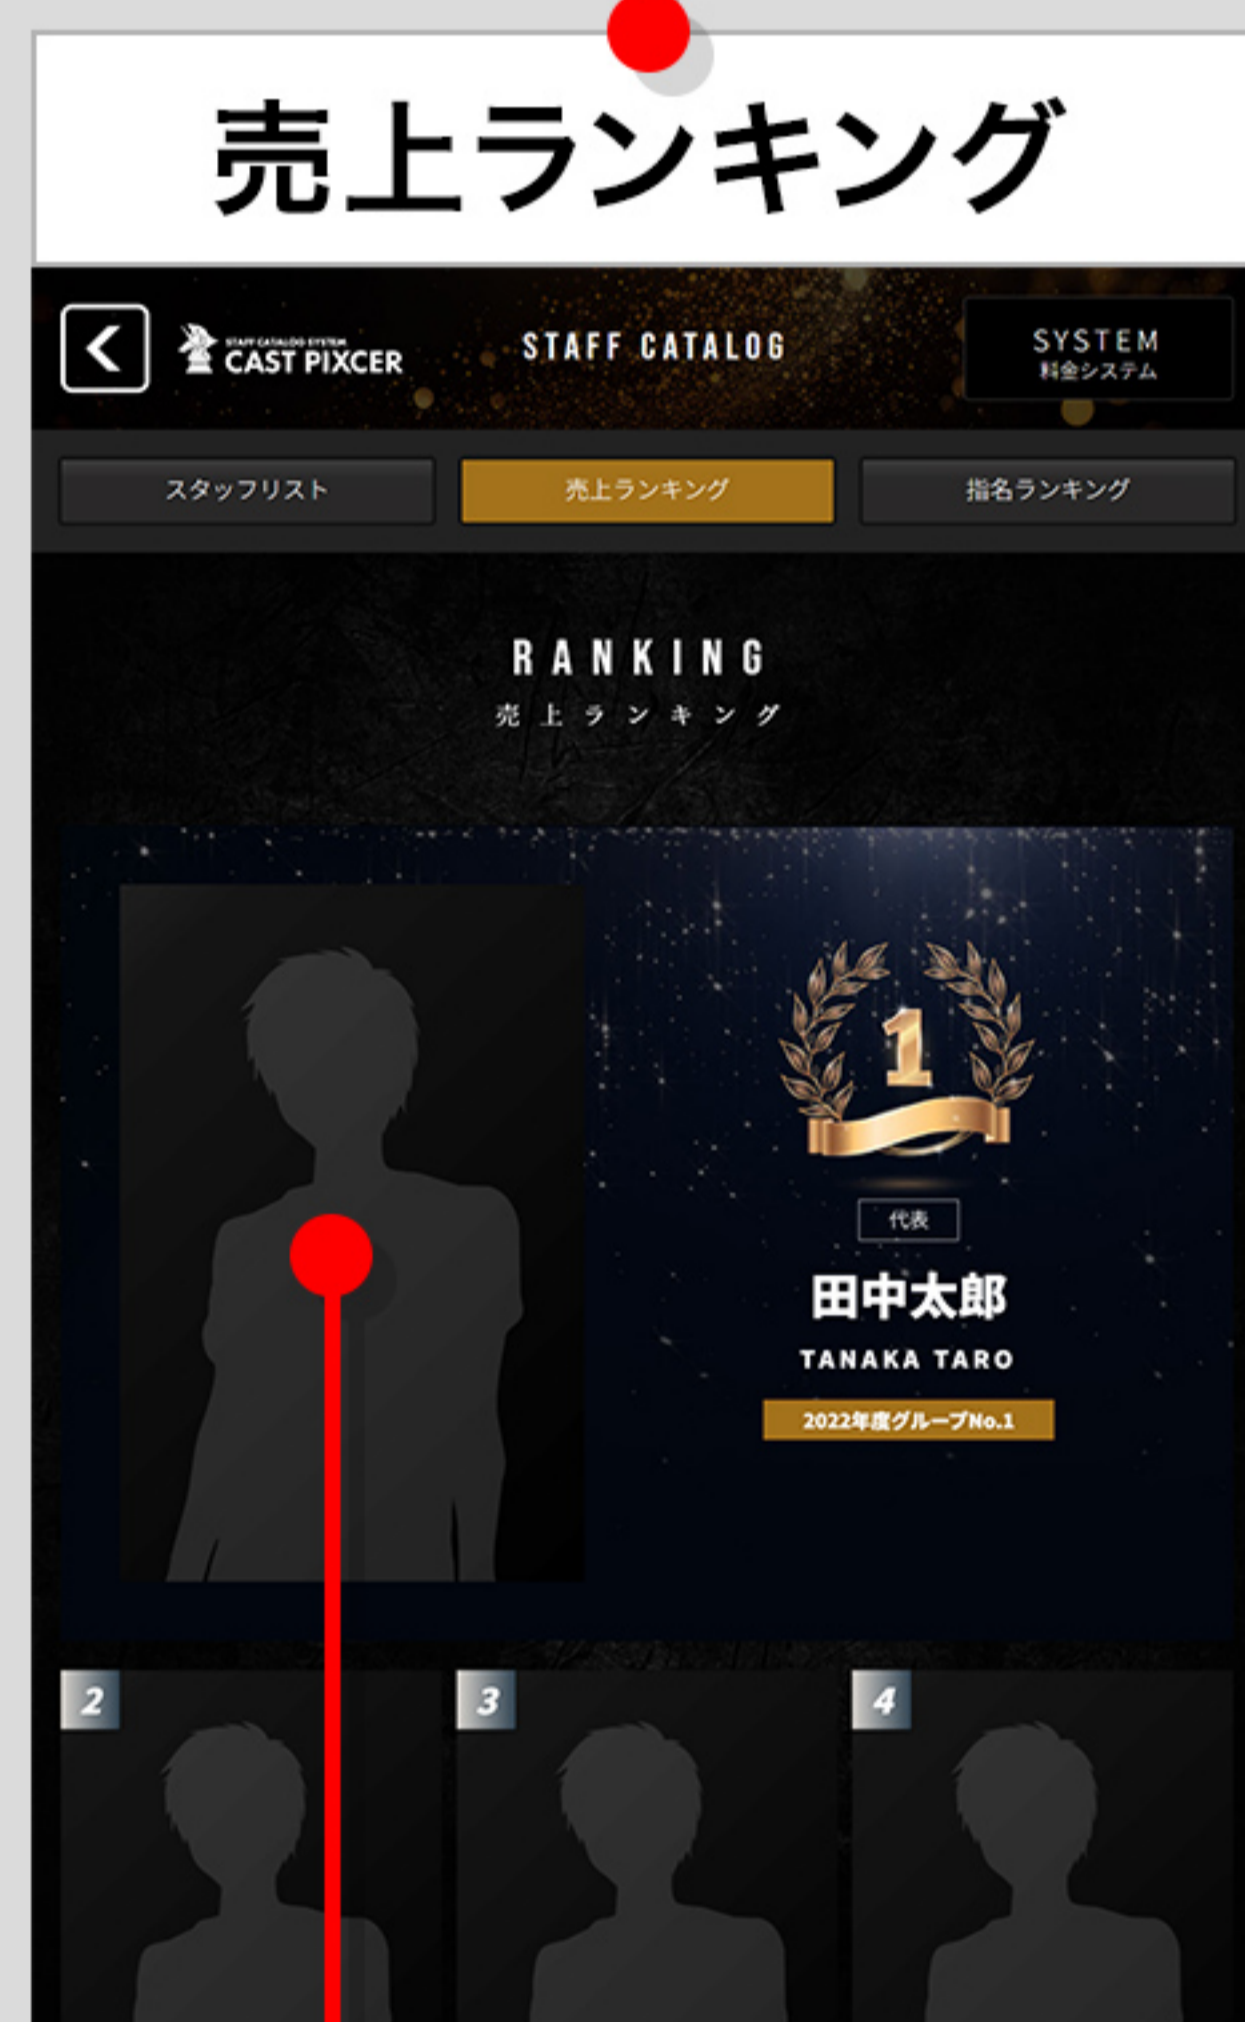 売上ランキング
STAFF CATALOG SYSTEM
CAST PIXCER
STAFF CATALOG
SYSTEM
料金システム
スタッフリスト
売上ランキング
指名ランキング
RANKING
売上ランキング
1
代表
田中太郎
TANAKA TARO
2022年度グループNo.1
2
3
4